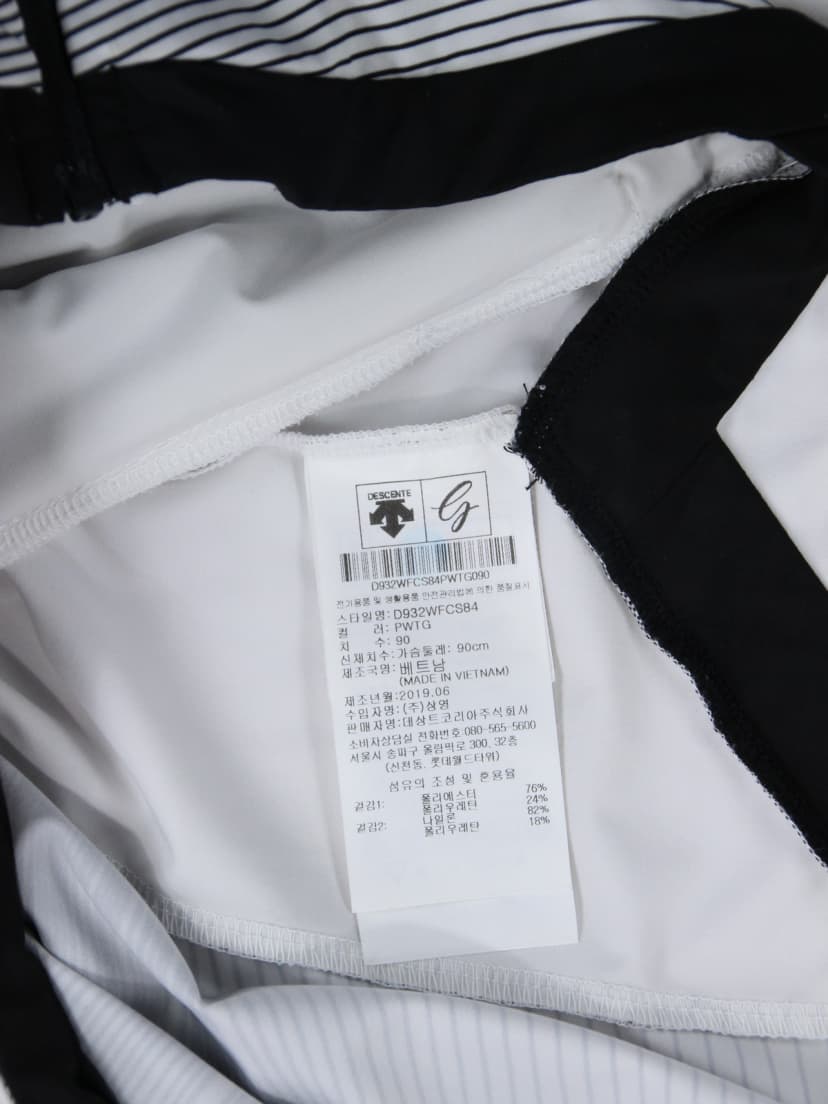 DESCENTE
G
D932WFCS84PWTG090
전기용품 및 생활용품 안전관리법에 의한 품질표시
스타일명: D932WFCS84
컬 러: PWTG
치 수: 90
신체치수: 가슴둘레: 90cm
제조국명: 베트남
(MADE IN VIETNAM)
제조년월: 2019.06
수입자명: (주)상영
판매자명: 데상트코리아주식회사
소비자상담실 전화번호: 080-565-5600
서울시 송파구 올림픽로 300, 32층
(신천동, 롯데월드타워)
섬유의 조성 및 혼용율
겉감1: 폴리에스터 76%
폴리우레탄 24%
겉감2: 나일론 82%
폴리우레탄 18%